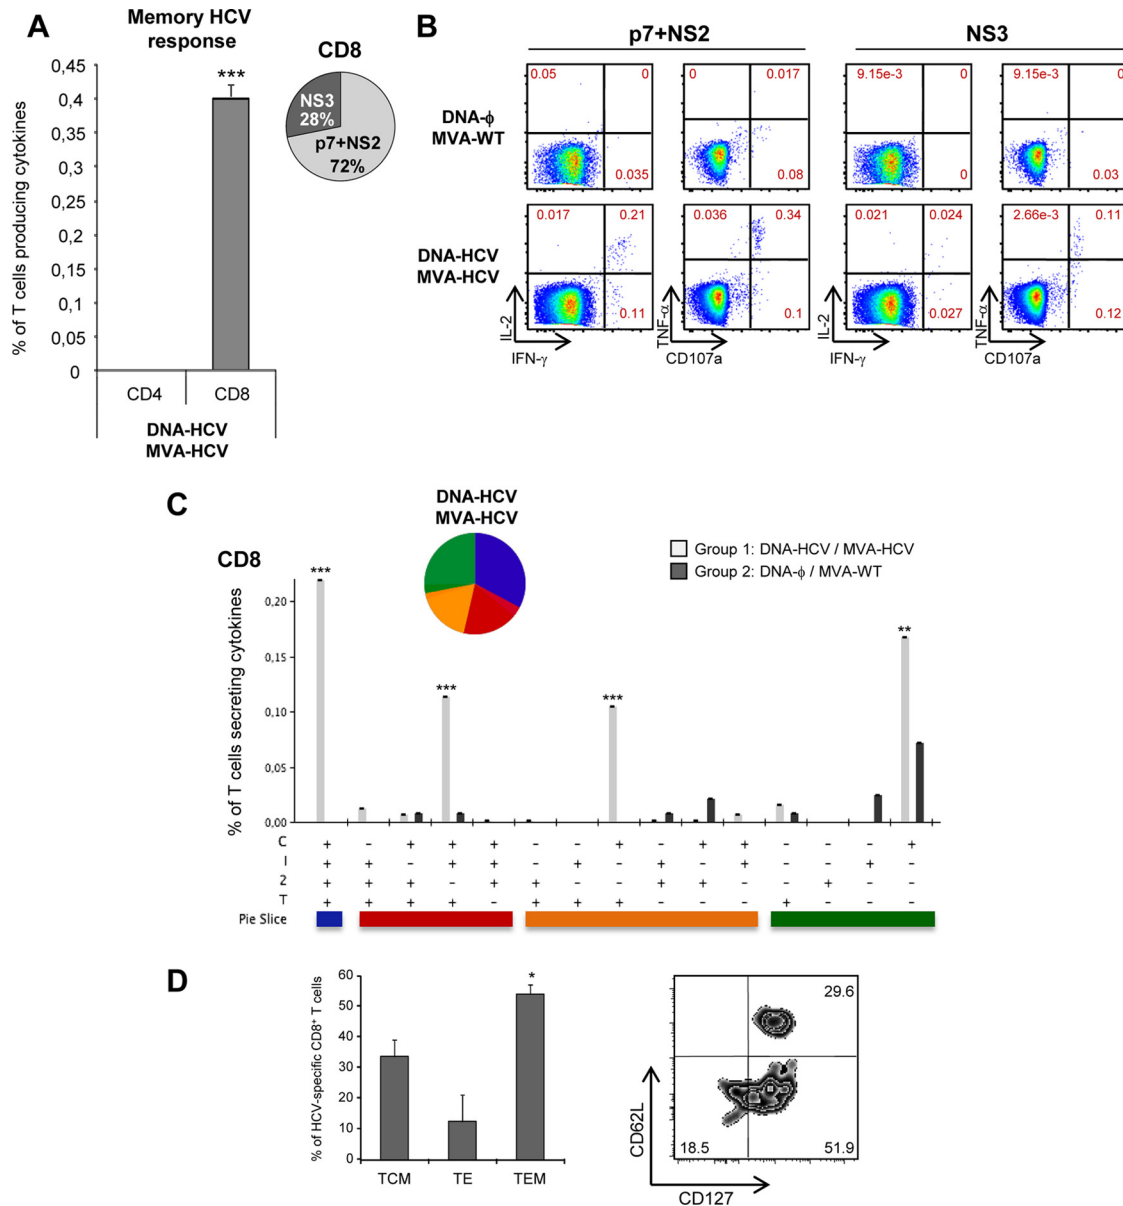 A
Memory HCV
response
% of T cells producing cytokines
0,45
0,4
0,35
0,3
0,25
0,2
0,15
0,1
0,05
0
***
CD4
CD8
DNA-HCV
MVA-HCV
CD8
NS3
28%
p7+NS2
72%
B
p7+NS2
NS3
DNA-ϕ
MVA-WT
0.05
0
0.035
0
0.017
0.08
9.15e-3
0
0
9.15e-3
0
0.03
DNA-HCV
MVA-HCV
0.017
0.21
0.11
0.036
0.34
0.1
0.021
0.024
0.027
2.66e-3
0.11
0.12
IL-2
IFN-γ
TNF-α
CD107a
IL-2
IFN-γ
TNF-α
CD107a
C
DNA-HCV
MVA-HCV
CD8
Group 1: DNA-HCV / MVA-HCV
Group 2: DNA-ϕ / MVA-WT
% of T cells secreting cytokines
0,20
0,15
0,10
0,05
0,00
***
***
***
**
C + - + + + - - + - + + - - - +
I + + - + + - + - + - + - - + -
2 + + + - + + - - + + - - + - -
T + + + + - + + + - - - + - - -
Pie Slice
D
% of HCV-specific CD8⁺ T cells
60
50
40
30
20
10
0
*
TCM
TE
TEM
29.6
18.5
51.9
CD62L
CD127